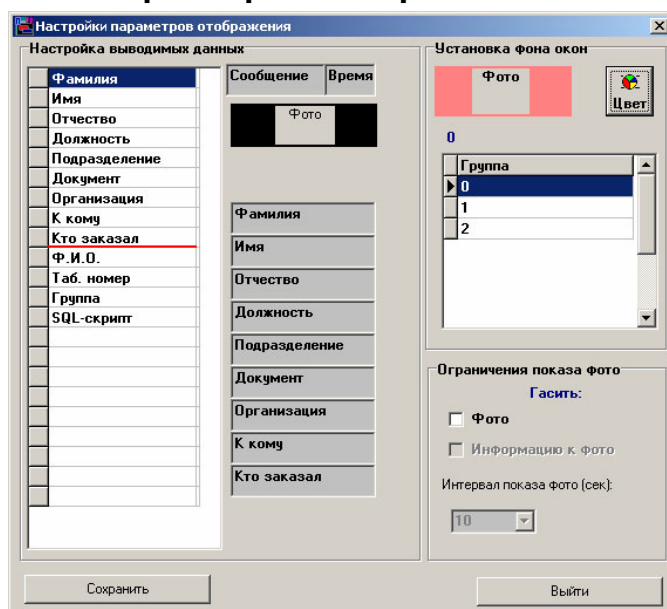 Настройки параметров отображения
Настройка выводимых данных
Фамилия
Имя
Отчество
Должность
Подразделение
Документ
Организация
К кому
Кто заказал
Ф.И.О.
Таб. номер
Группа
SQL-скрипт
Сообщение
Время
Фото
Фамилия
Имя
Отчество
Должность
Подразделение
Документ
Организация
К кому
Кто заказал
Установка фона окон
Фото
Цвет
0
Группа
0
1
2
Ограничения показа фото
Гасить:
Фото
Информацию к фото
Интервал показа фото (сек):
10
Сохранить
Выйти